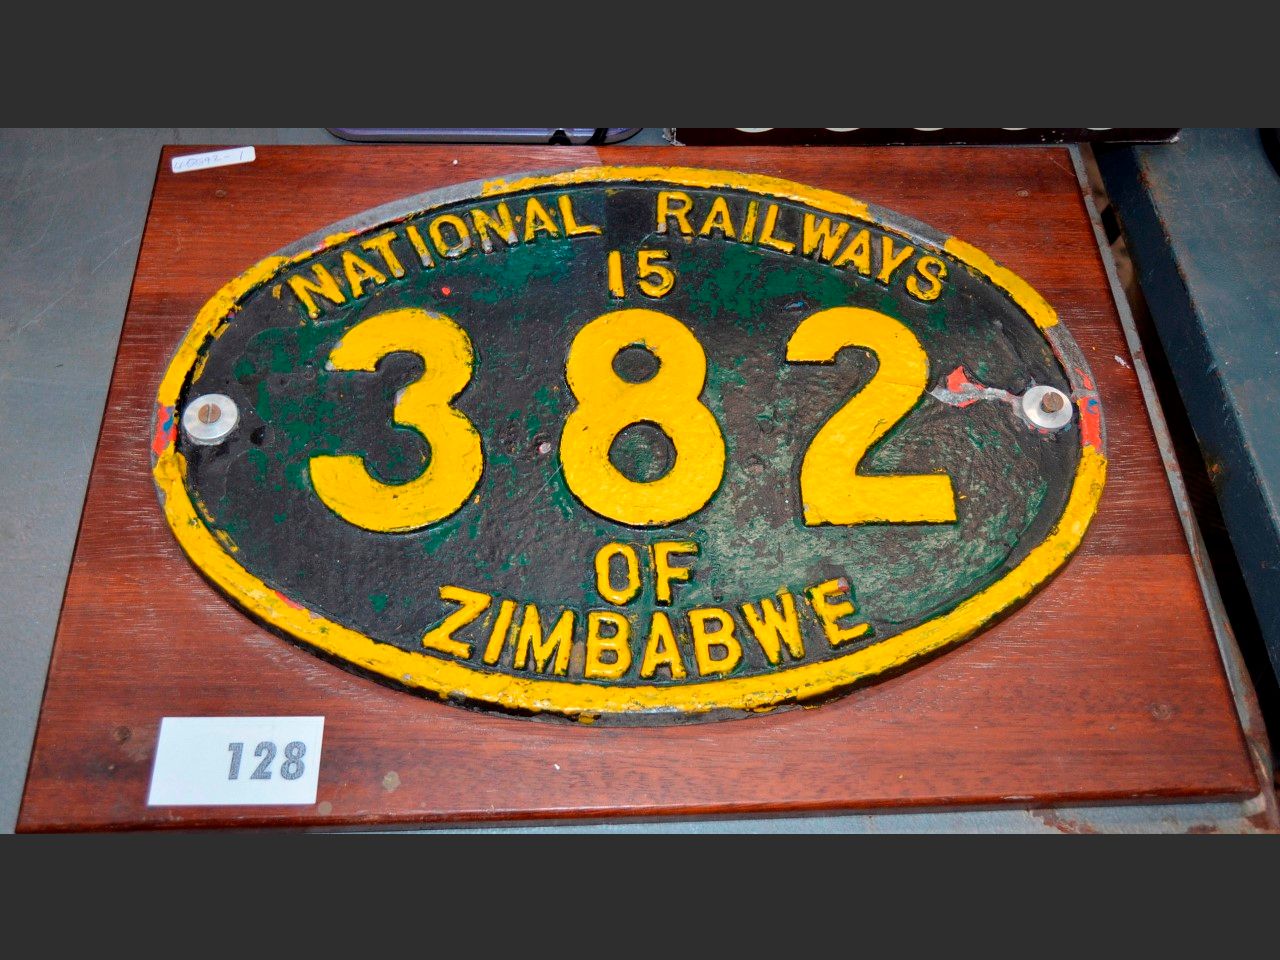 NATIONAL RAILWAYS
15
382
OF
ZIMBABWE
128